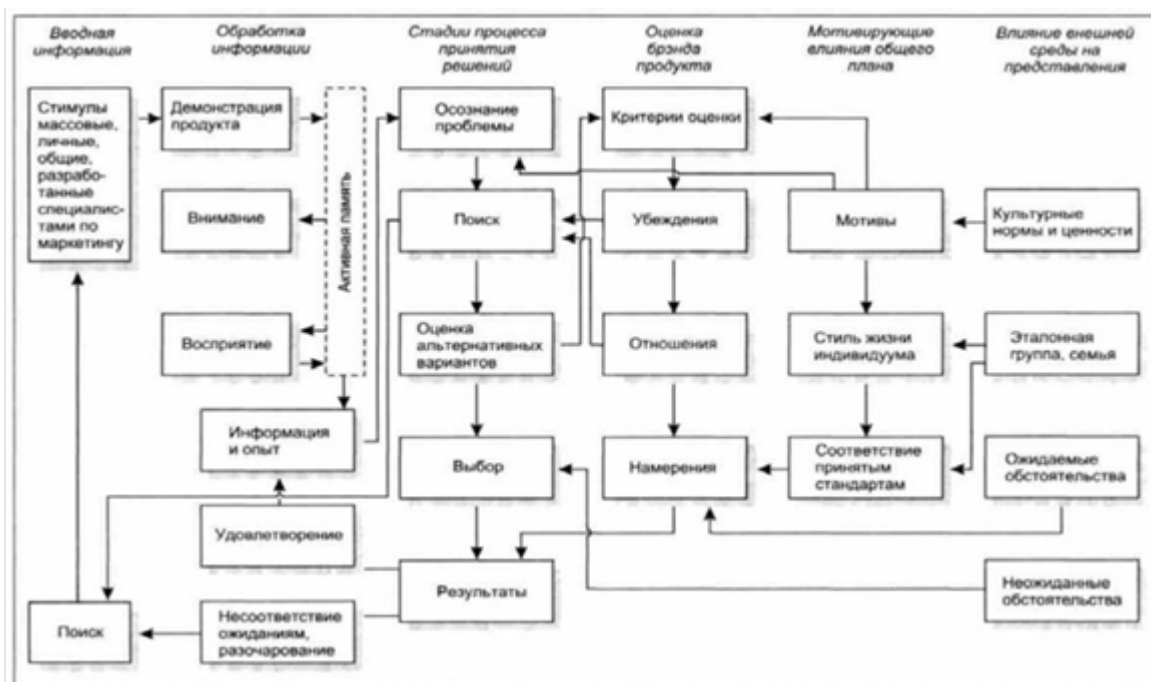 Вводная
информация
Обработка
информации
Стадии процесса
принятия
решений
Оценка
брэнда
продукта
Мотивирующие
влияния общего
плана
Влияние внешней
среды на
представления
Стимулы
массовые,
личные,
общие,
разрабо-
танные
специалис-
тами по
маркетингу
Демонстрация
продукта
Внимание
Восприятие
Активная память
Осознание
проблемы
Поиск
Оценка
альтернативных
вариантов
Выбор
Результаты
Критерии оценки
Убеждения
Отношения
Намерения
Мотивы
Стиль жизни
индивидуума
Соответствие
принятым
стандартам
Культурные
нормы и ценности
Эталонная
группа, семья
Ожидаемые
обстоятельства
Неожиданные
обстоятельства
Информация
и опыт
Удовлетворение
Несоответствие
ожиданиям,
разочарование
Поиск